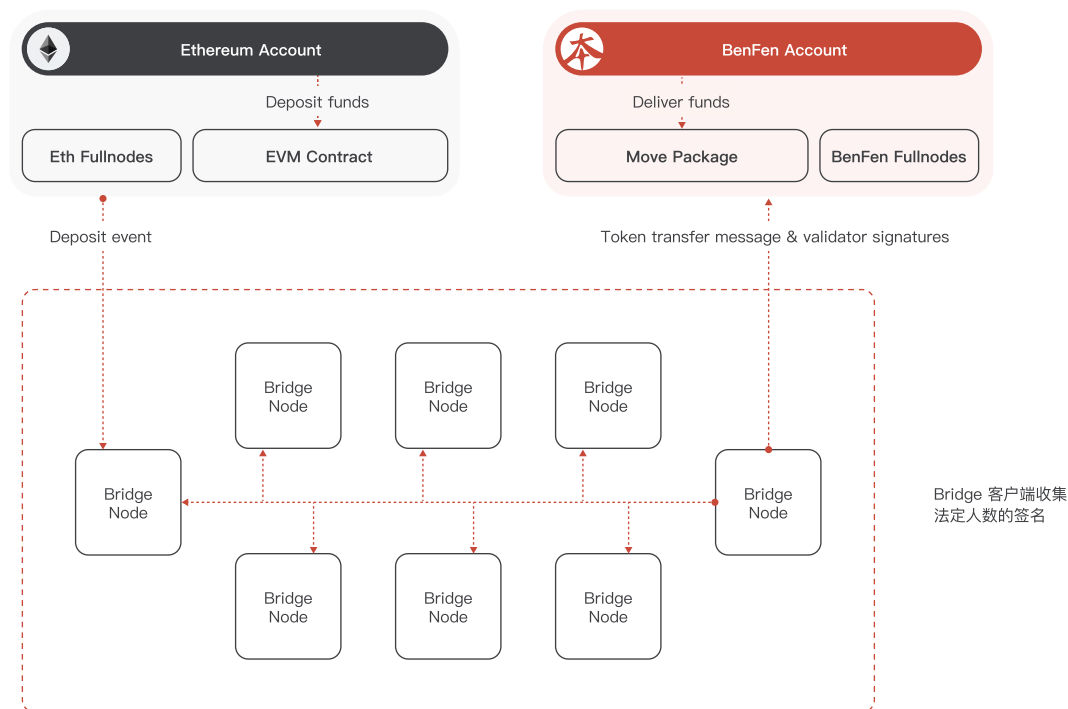 Ethereum Account
BenFen Account
本
Deposit funds
Deliver funds
Eth Fullnodes
EVM Contract
Move Package
BenFen Fullnodes
Deposit event
Token transfer message & validator signatures
Bridge
Node
Bridge
Node
Bridge
Node
Bridge
Node
Bridge
Node
Bridge 客户端收集
法定人数的签名
Bridge
Node
Bridge
Node
Bridge
Node